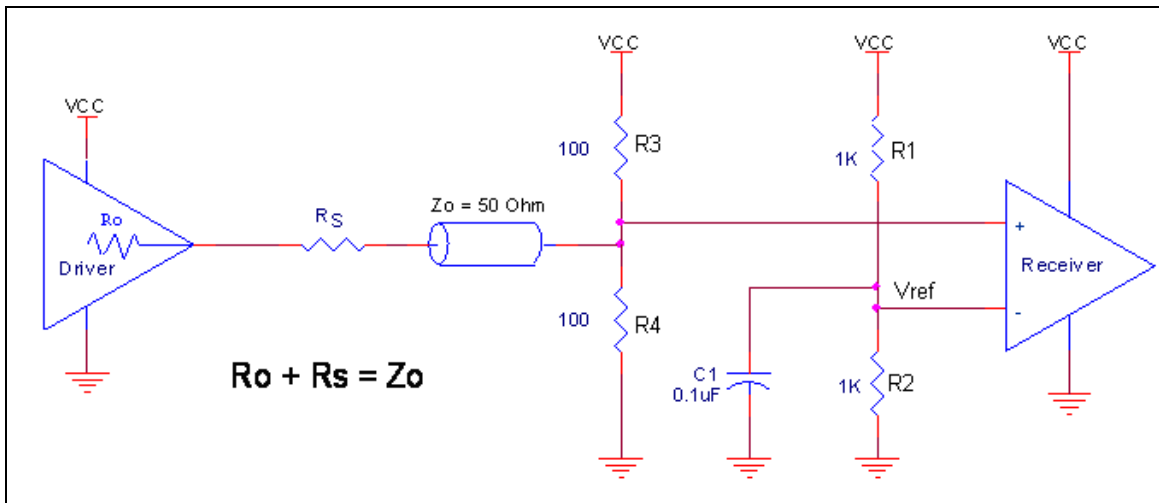 VCC
VCC
VCC
VCC
100
R3
1K
R1
Ro
Driver
RS
Zo = 50 Ohm
+
Receiver
Vref
-
100
R4
Ro + Rs = Zo
C1
0.1uF
1K
R2